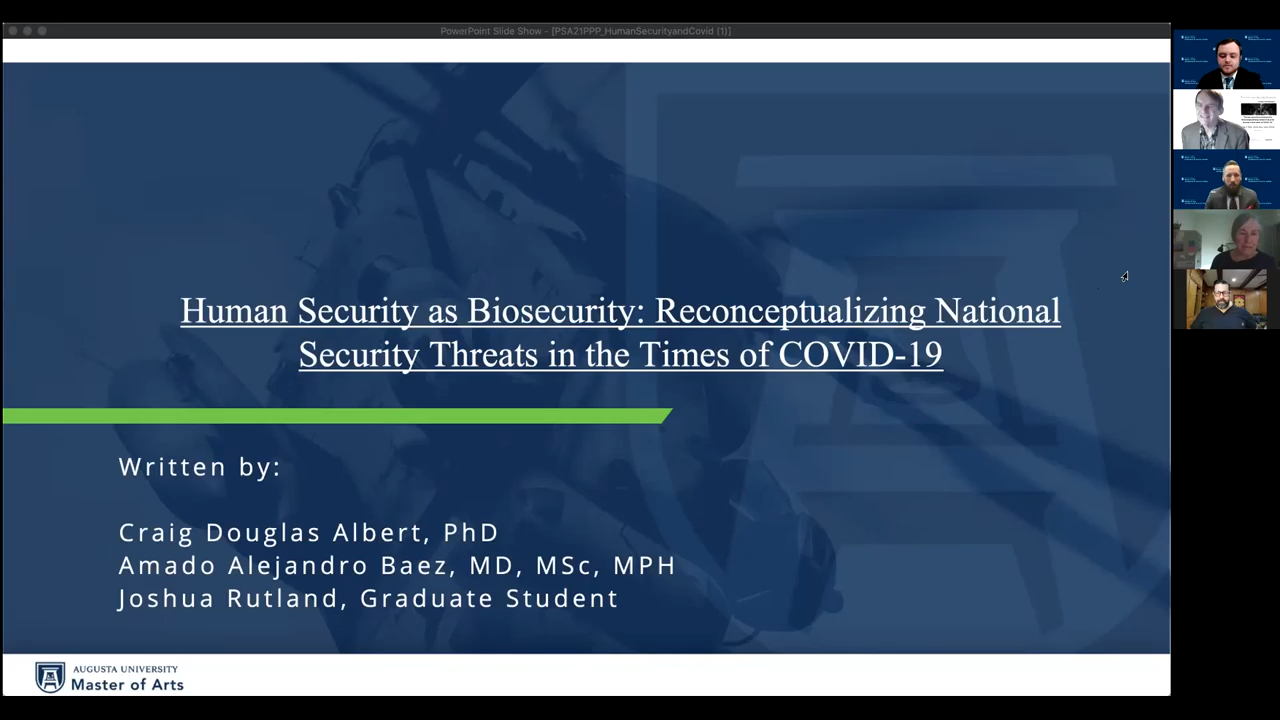 PowerPoint Slide Show - [PSA21PPP_HumanSecurityandCovid (1)]
Human Security as Biosecurity: Reconceptualizing National
Security Threats in the Times of COVID-19
Written by:
Craig Douglas Albert, PhD
Amado Alejandro Baez, MD, MSc, MPH
Joshua Rutland, Graduate Student
AUGUSTA UNIVERSITY
Master of Arts